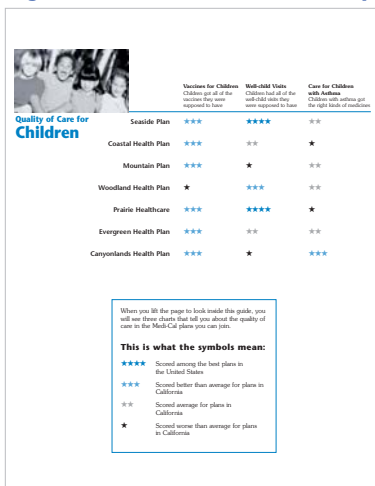 Vaccines for Children
Children got all of the
vaccines they were
supposed to have
Well-child Visits
Children had all of the
well-child visits they
were supposed to have
Care for Children
with Asthma
Children with asthma got
the right kinds of medicines
Quality of Care for
Children
Seaside Plan ★★★ ★★★★ ★★
Coastal Health Plan ★★★ ★★ ★
Mountain Plan ★★★ ★ ★★
Woodland Health Plan ★ ★★★ ★★
Prairie Healthcare ★★★ ★★★★ ★
Evergreen Health Plan ★★★ ★★ ★★
Canyonlands Health Plan ★★★ ★ ★★★
When you lift the page to look inside this guide, you
will see three charts that tell you about the quality of
care in the Medi-Cal plans you can join.
This is what the symbols mean:
★★★★ Scored among the best plans in
the United States
★★★ Scored better than average for plans in
California
★★ Scored average for plans in
California
★ Scored worse than average for plans
in California